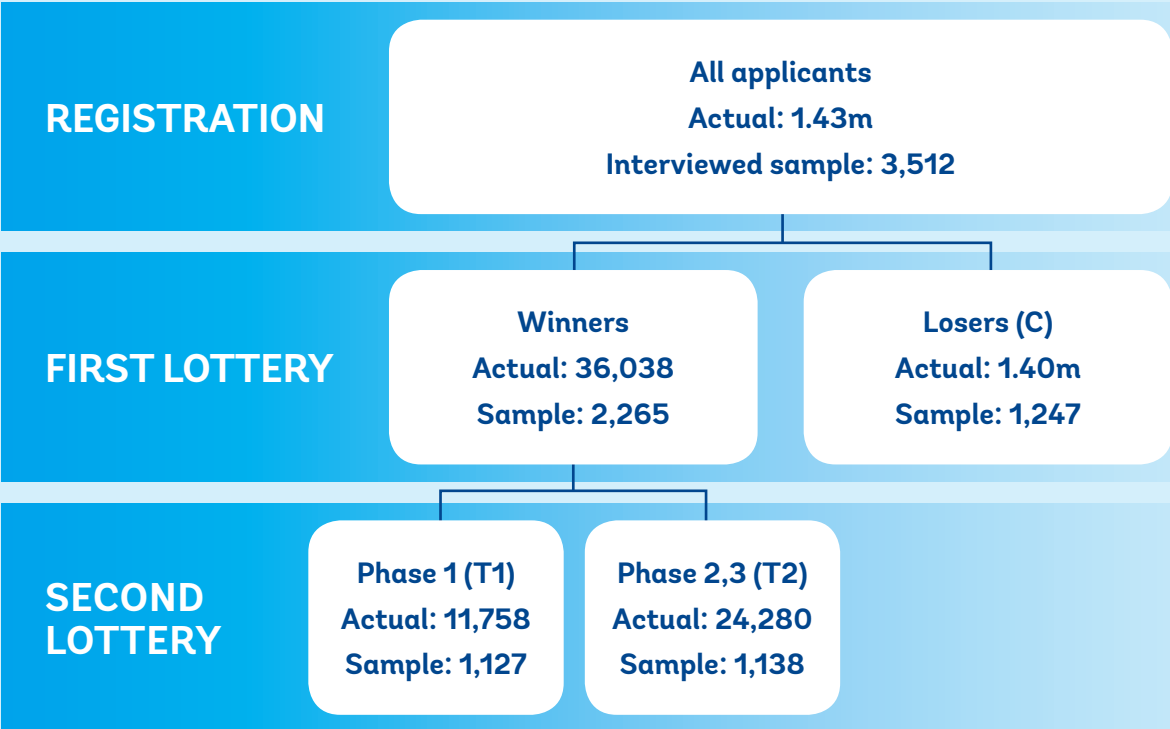 REGISTRATION
All applicants
Actual: 1.43m
Interviewed sample: 3,512
FIRST LOTTERY
Winners
Actual: 36,038
Sample: 2,265
Losers (C)
Actual: 1.40m
Sample: 1,247
SECOND
LOTTERY
Phase 1 (T1)
Actual: 11,758
Sample: 1,127
Phase 2,3 (T2)
Actual: 24,280
Sample: 1,138